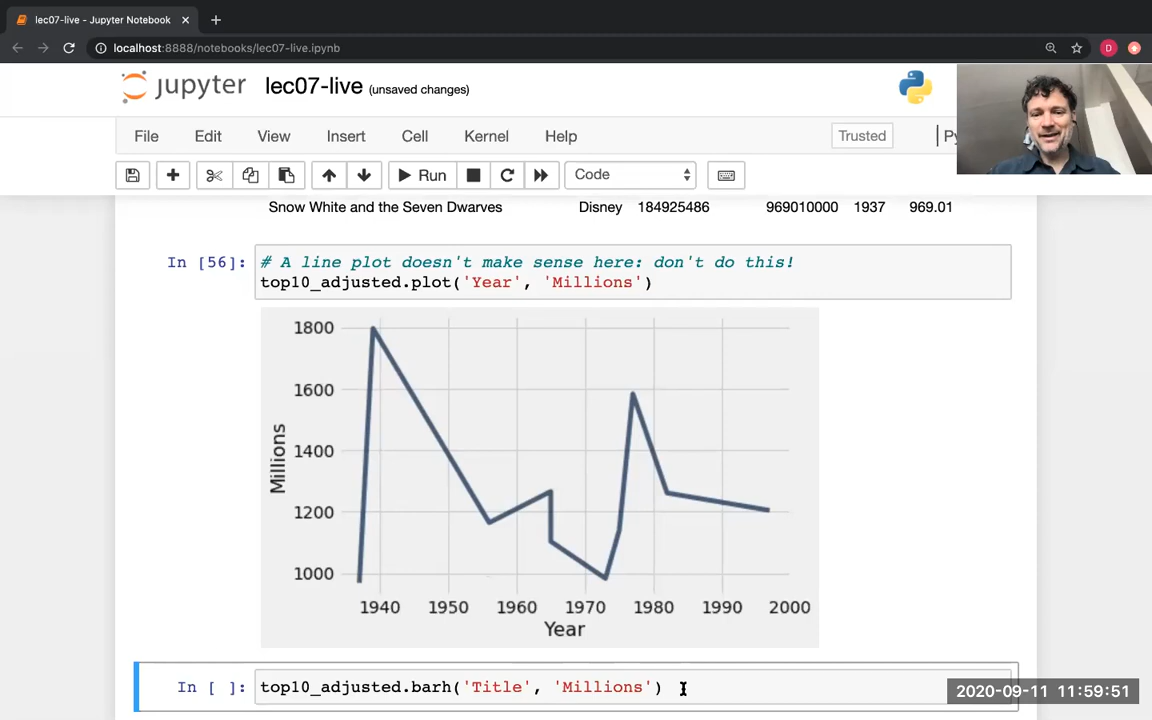 lec07-live - Jupyter Notebook
localhost:8888/notebooks/lec07-live.ipynb
D
jupyter lec07-live (unsaved changes)
File Edit View Insert Cell Kernel Help Trusted Py
Run Code
Snow White and the Seven Dwarves Disney 184925486 969010000 1937 969.01
In [56]: # A line plot doesn't make sense here: don't do this!
top10_adjusted.plot('Year', 'Millions')
1800
1600
1400
1200
1000
Millions
1940 1950 1960 1970 1980 1990 2000
Year
In [ ]: top10_adjusted.barh('Title', 'Millions')
2020-09-11 11:59:51